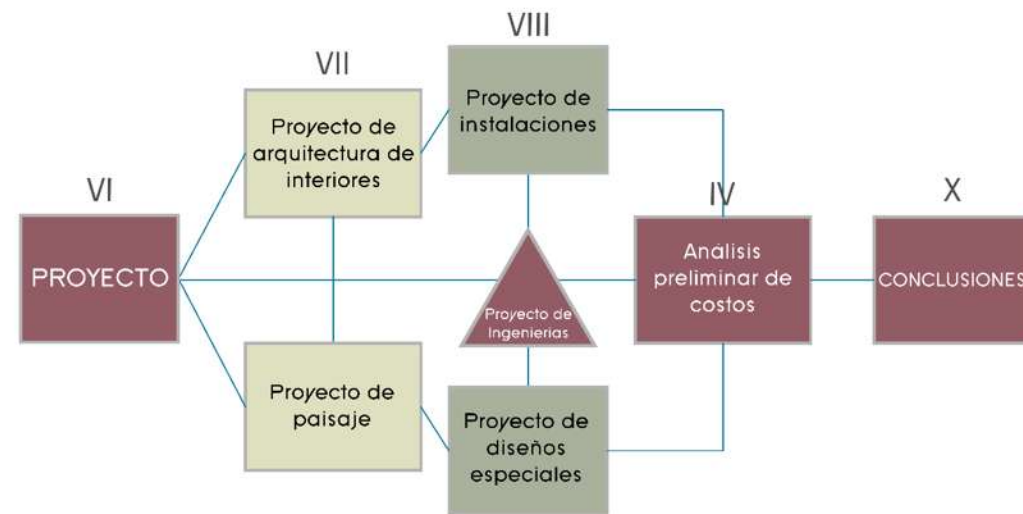 VI
PROYECTO
VII
Proyecto de
arquitectura de
interiores
Proyecto de
paisaje
VIII
Proyecto de
instalaciones
Proyecto de
Ingenierias
Proyecto de
diseños
especiales
IV
Análisis
preliminar de
costos
X
CONCLUSIONES